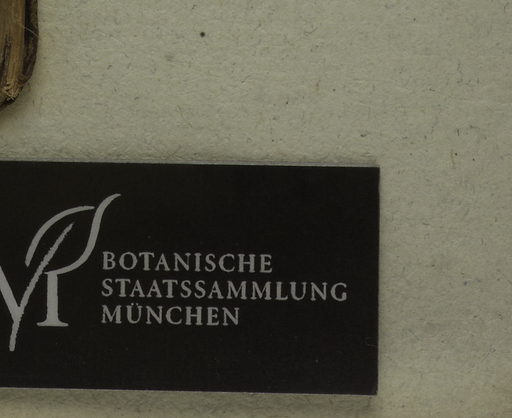 BOTANISCHE
STAATSSAMMLUNG
MÜNCHEN